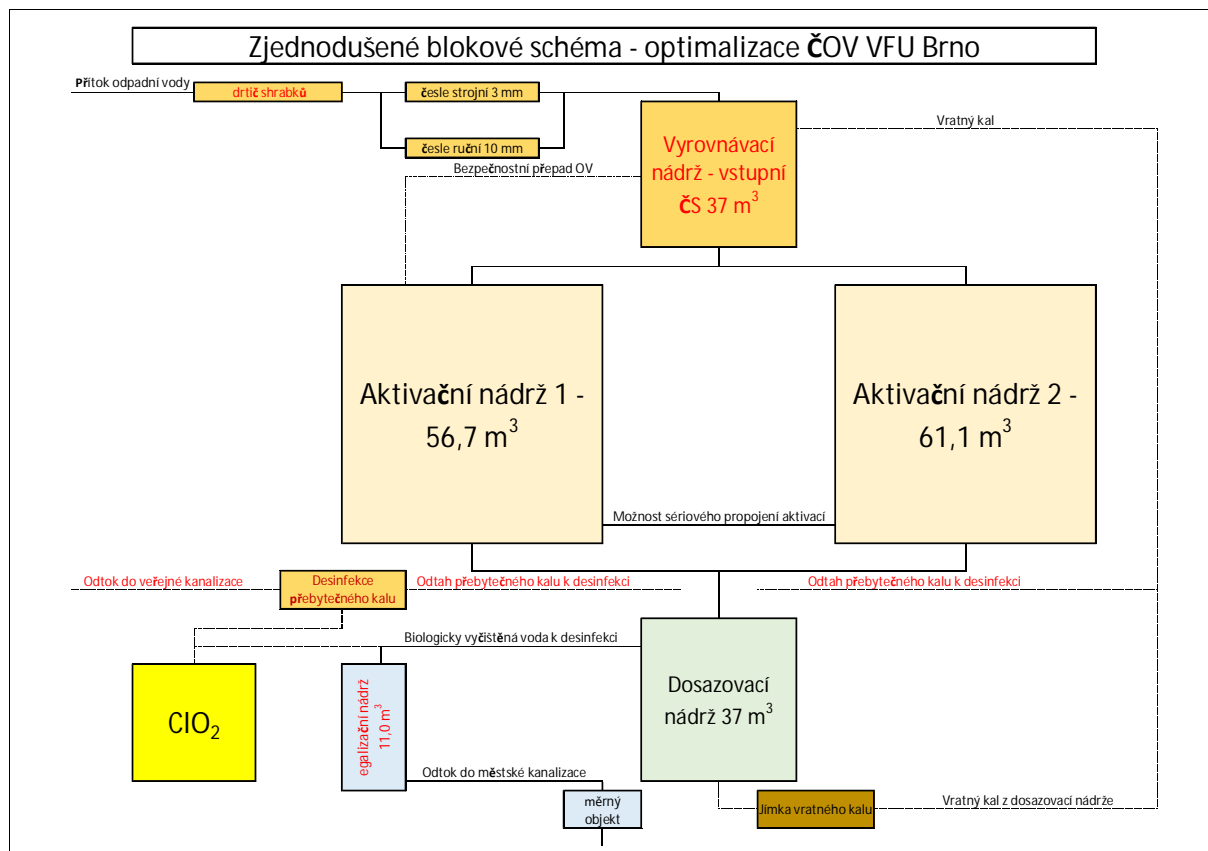 Zjednodušené blokové schéma - optimalizace ČOV VFU Brno
Přítok odpadní vody
drtič shrabků
česle strojní 3 mm
česle ruční 10 mm
Vratný kal
Vyrovnávací
nádrž - vstupní
ČS 37 m³
Bezpečnostní přepad OV
Aktivační nádrž 1 -
56,7 m³
Aktivační nádrž 2 -
61,1 m³
Možnost sériového propojení aktivací
Odtok do veřejné kanalizace
Desinfekce
přebytečného kalu
Odtah přebytečného kalu k desinfekci
Odtah přebytečného kalu k desinfekci
Biologicky vyčištěná voda k desinfekci
ClO₂
egalizační nádrž
11,0 m³
Dosazovací
nádrž 37 m³
Odtok do městské kanalizace
měrný
objekt
Jímka vratného kalu
Vratný kal z dosazovací nádrže